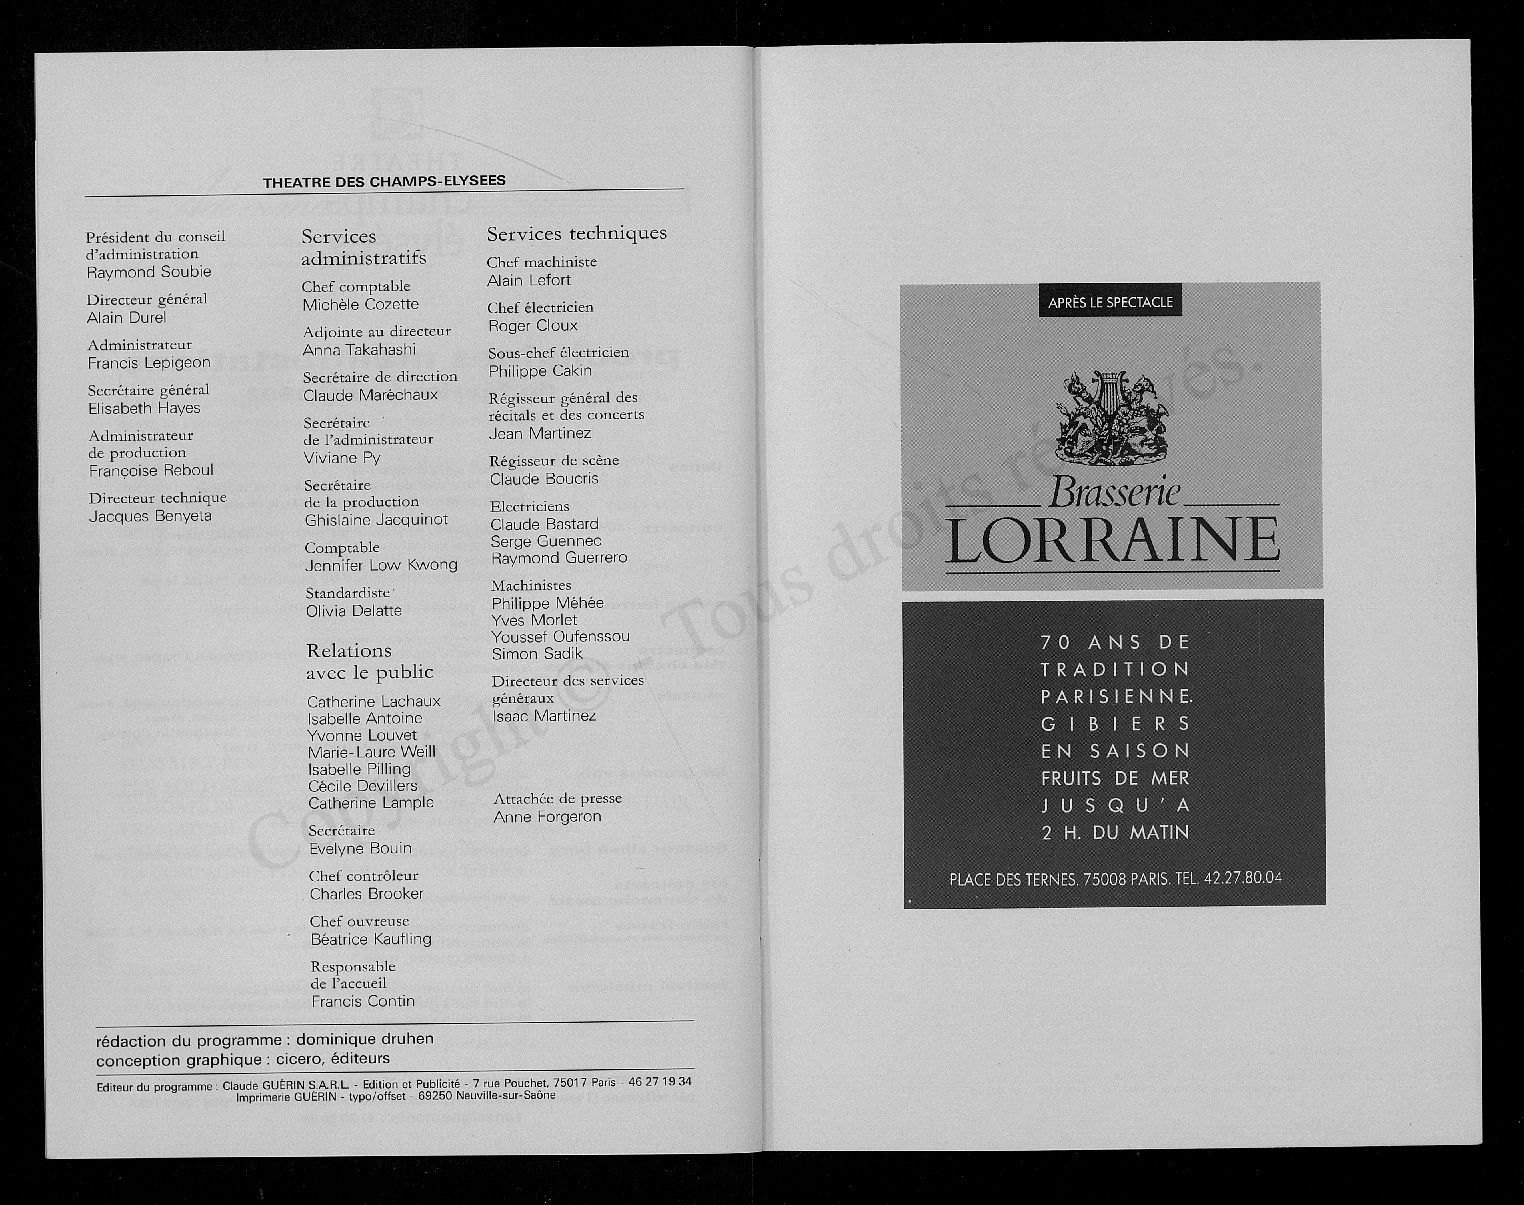 THEATRE DES CHAMPS-ELYSEES
Président du conseil
d'administration
Raymond Soubie
Directeur général
Alain Durel
Administrateur
Francis Lepigeon
Secrétaire général
Elisabeth Hayes
Administrateur
de production
Françoise Reboul
Directeur technique
Jacques Benyeta
Services
administratifs
Chef comptable
Michèle Cozette
Adjointe au directeur
Anna Takahashi
Secrétaire de direction
Claude Maréchaux
Secrétaire
de l'administrateur
Viviane Py
Secrétaire
de la production
Ghislaine Jacquinot
Comptable
Jennifer Low Kwong
Standardiste
Olivia Delatte
Relations
avec le public
Catherine Lachaux
Isabelle Antoine
Yvonne Louvet
Marie-Laure Weill
Isabelle Pilling
Cécile Devillers
Catherine Lample
Secrétaire
Evelyne Bouin
Chef contrôleur
Charles Brooker
Chef ouvreuse
Béatrice Kaufling
Responsable
de l'accueil
Francis Contin
Services techniques
Chef machiniste
Alain Lefort
Chef électricien
Roger Cloux
Sous-chef électricien
Philippe Cakin
Régisseur général des
récitals et des concerts
Jean Martinez
Régisseur de scène
Claude Boucris
Electriciens
Claude Bastard
Serge Guennec
Raymond Guerrero
Machinistes
Philippe Méhée
Yves Morlet
Youssef Oufenssou
Simon Sadik
Directeur des services
généraux
Isaac Martinez
Attachée de presse
Anne Forgeron
rédaction du programme : dominique druhen
conception graphique : cicero, éditeurs
Editeur du programme : Claude GUÉRIN S.A.R.L. - Edition et Publicité - 7 rue Pouchet, 75017 Paris - 46 27 19 34
Imprimerie GUÉRIN - typo/offset - 69250 Neuville-sur-Saône
APRÈS LE SPECTACLE
Brasserie
LORRAINE
70 ANS DE
TRADITION
PARISIENNE.
GIBIERS
EN SAISON
FRUITS DE MER
JUSQU'A
2 H. DU MATIN
PLACE DES TERNES. 75008 PARIS. TEL. 42.27.80.04
Copyright © - Tous droits réservés.